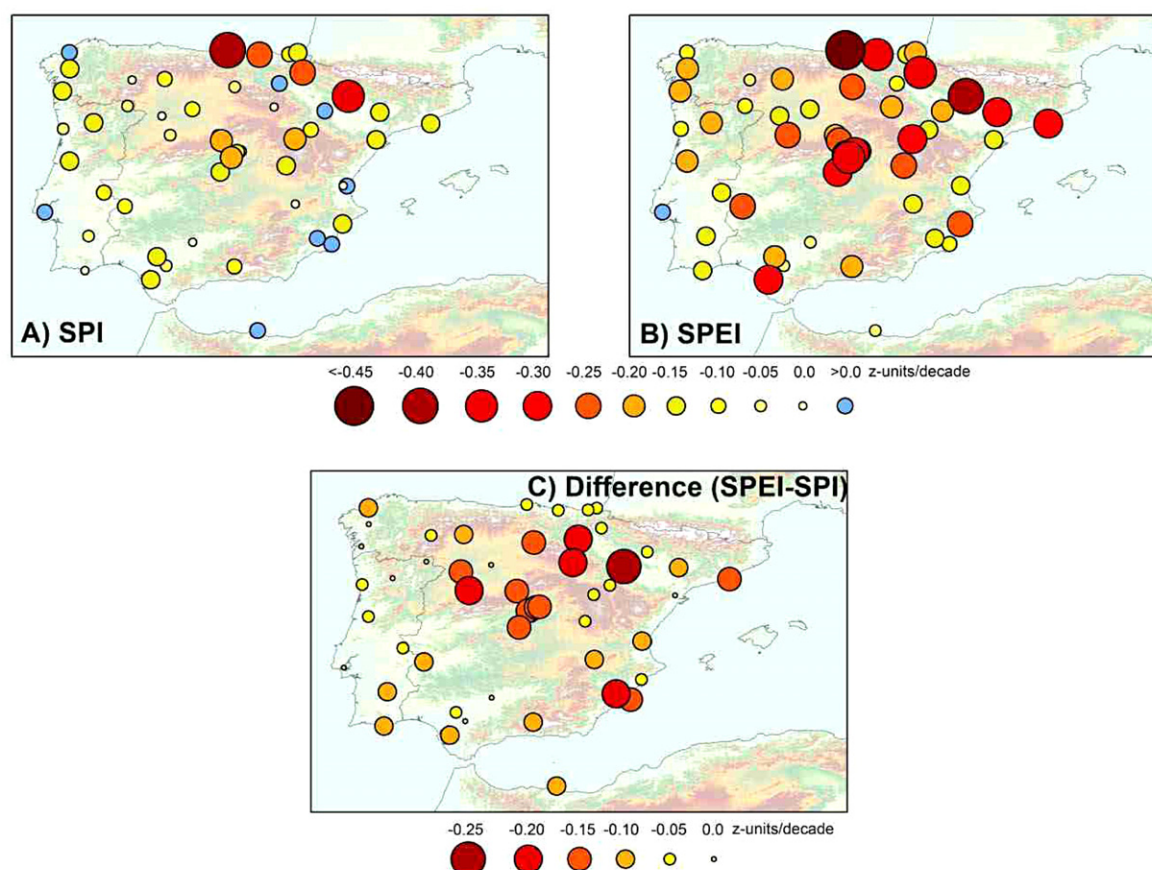 A) SPI
B) SPEI
<-0.45 -0.40 -0.35 -0.30 -0.25 -0.20 -0.15 -0.10 -0.05 0.0 >0.0 z-units/decade
C) Difference (SPEI-SPI)
-0.25 -0.20 -0.15 -0.10 -0.05 0.0 z-units/decade